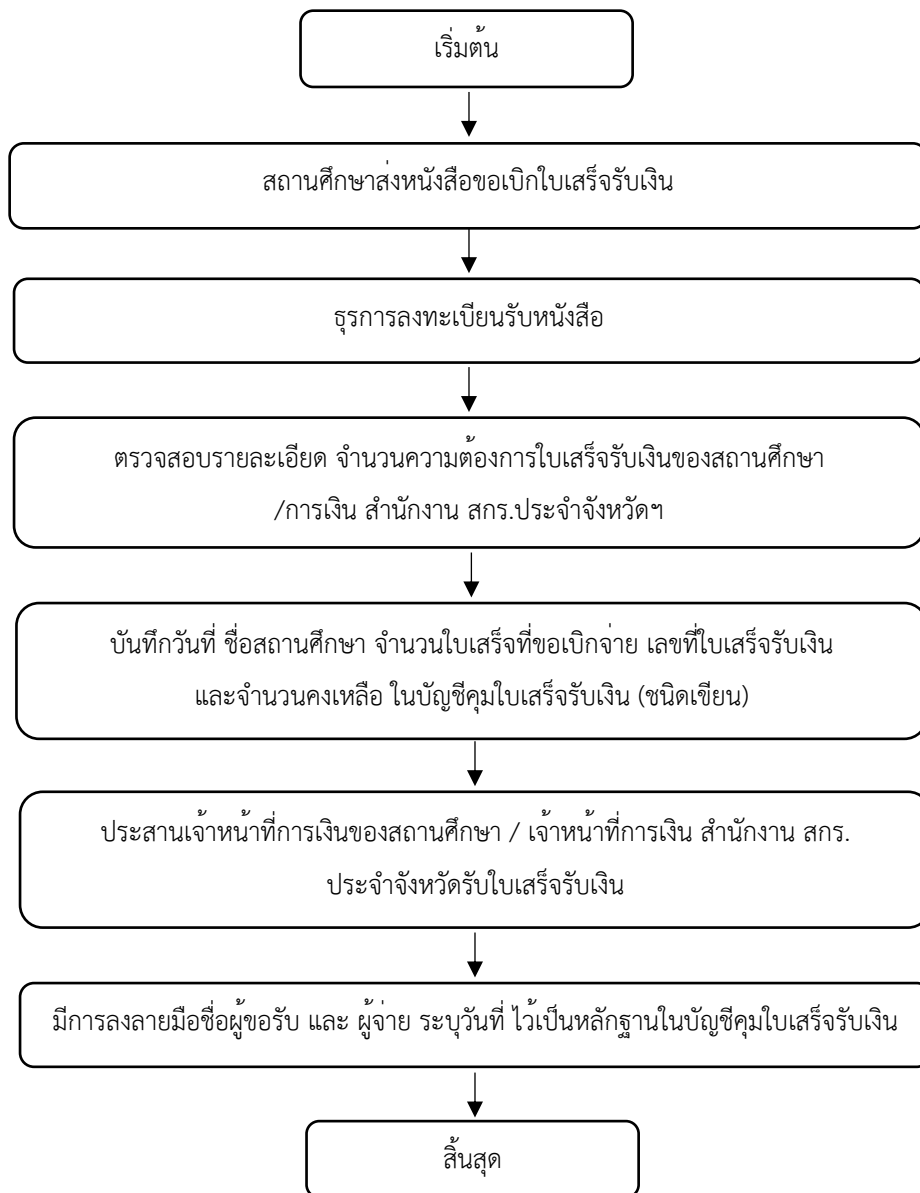 เริ่มต้น
สถานศึกษาส่งหนังสือขอเบิกใบเสร็จรับเงิน
ธุรการลงทะเบียนรับหนังสือ
ตรวจสอบรายละเอียด จำนวนความต้องการใบเสร็จรับเงินของสถานศึกษา
/การเงิน สำนักงาน สกร.ประจำจังหวัดฯ
บันทึกวันที่ ชื่อสถานศึกษา จำนวนใบเสร็จที่ขอเบิกจ่าย เลขที่ใบเสร็จรับเงิน
และจำนวนคงเหลือ ในบัญชีคุมใบเสร็จรับเงิน (ชนิดเขียน)
ประสานเจ้าหน้าที่การเงินของสถานศึกษา / เจ้าหน้าที่การเงิน สำนักงาน สกร.
ประจำจังหวัดรับใบเสร็จรับเงิน
มีการลงลายมือชื่อผู้ขอรับ และ ผู้จ่าย ระบุวันที่ ไว้เป็นหลักฐานในบัญชีคุมใบเสร็จรับเงิน
สิ้นสุด